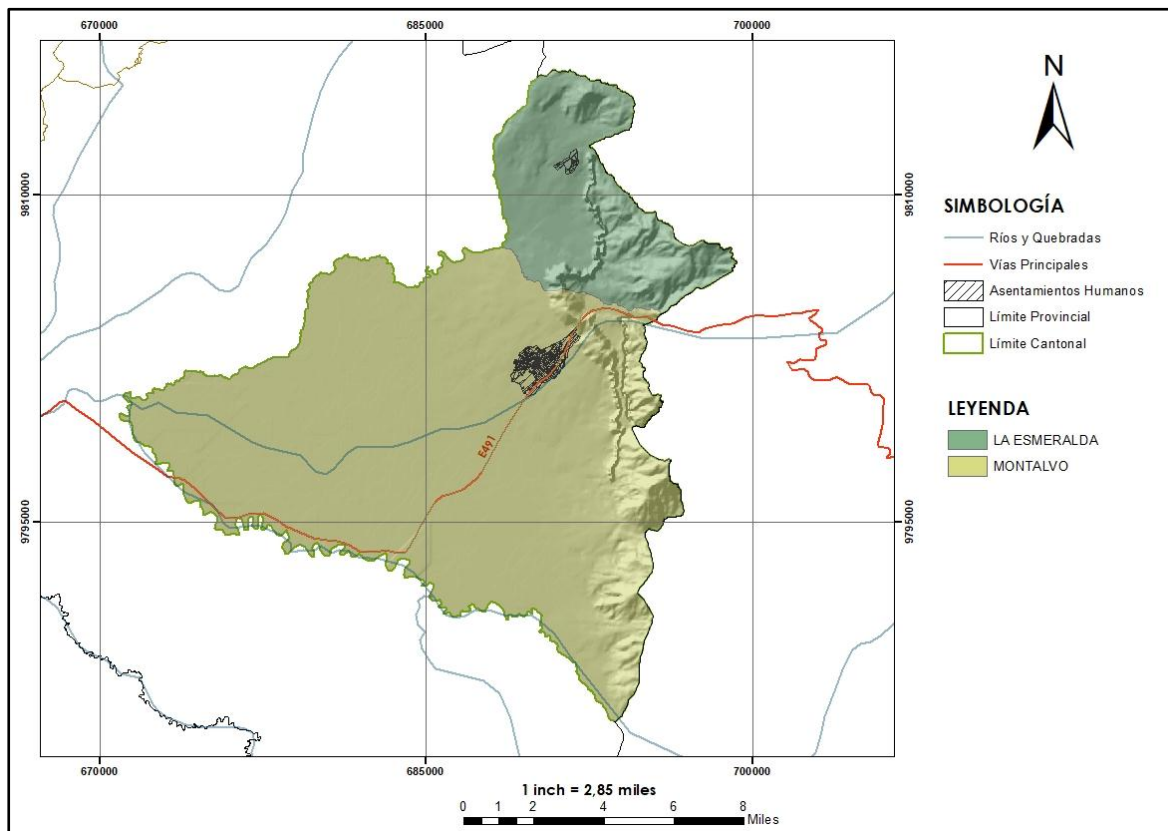 670000 685000 700000
N
9810000 9810000
SIMBOLOGÍA
Ríos y Quebradas
Vías Principales
Asentamientos Humanos
Límite Provincial
Límite Cantonal
LEYENDA
LA ESMERALDA
MONTALVO
E491
9795000 9795000
670000 685000 700000
1 inch = 2,85 miles
0 1 2 4 6 8
Miles